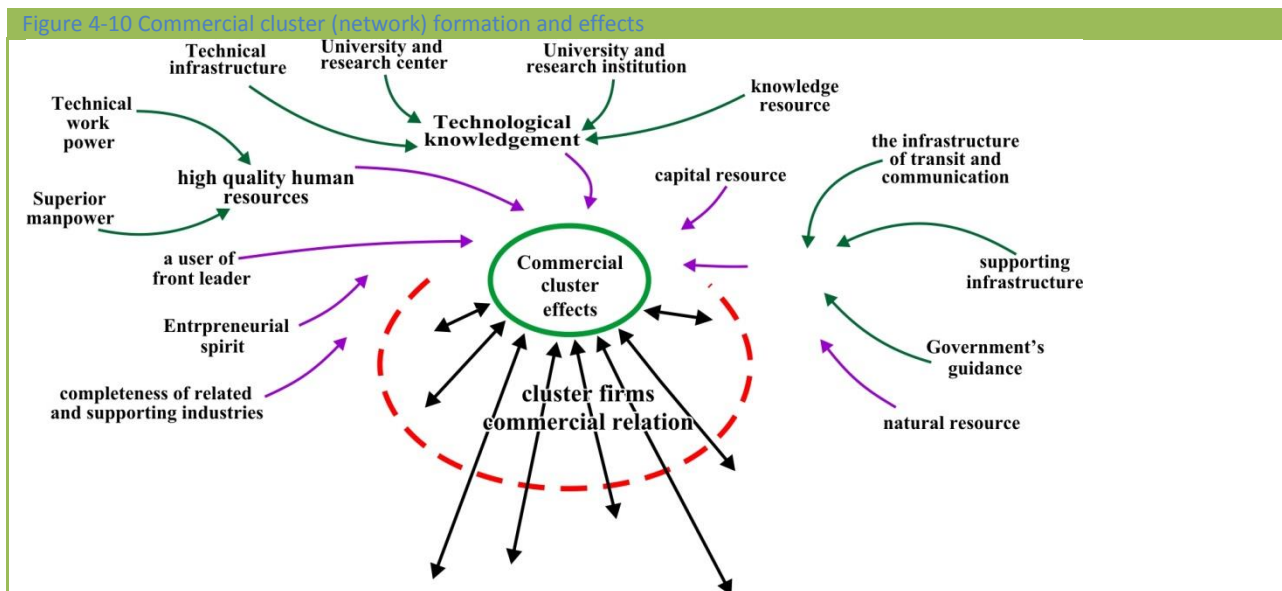 Figure 4-10 Commercial cluster (network) formation and effects
Technical
infrastructure
University and
research center
University and
research institution
knowledge
resource
Technical
work
power
Technological
knowledgement
the infrastructure
of transit and
communication
high quality human
resources
capital resource
Superior
manpower
a user of
front leader
Commercial
cluster
effects
supporting
infrastructure
Entrpreneurial
spirit
Government's
guidance
completeness of related
and supporting industries
cluster firms
commercial relation
natural resource